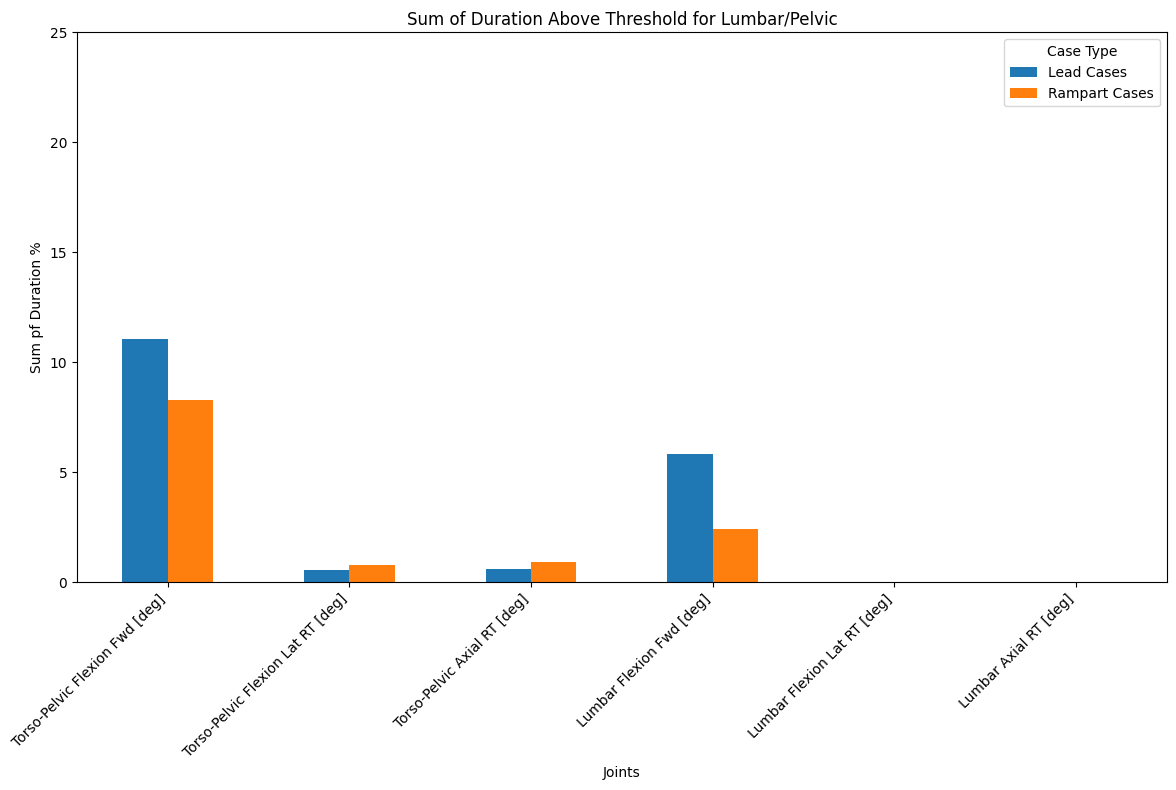 Sum of Duration Above Threshold for Lumbar/Pelvic
Case Type
Lead Cases
Rampart Cases
Sum pf Duration %
25
20
15
10
5
0
Torso-Pelvic Flexion Fwd [deg]
Torso-Pelvic Flexion Lat RT [deg]
Torso-Pelvic Axial RT [deg]
Lumbar Flexion Fwd [deg]
Lumbar Flexion Lat RT [deg]
Lumbar Axial RT [deg]
Joints